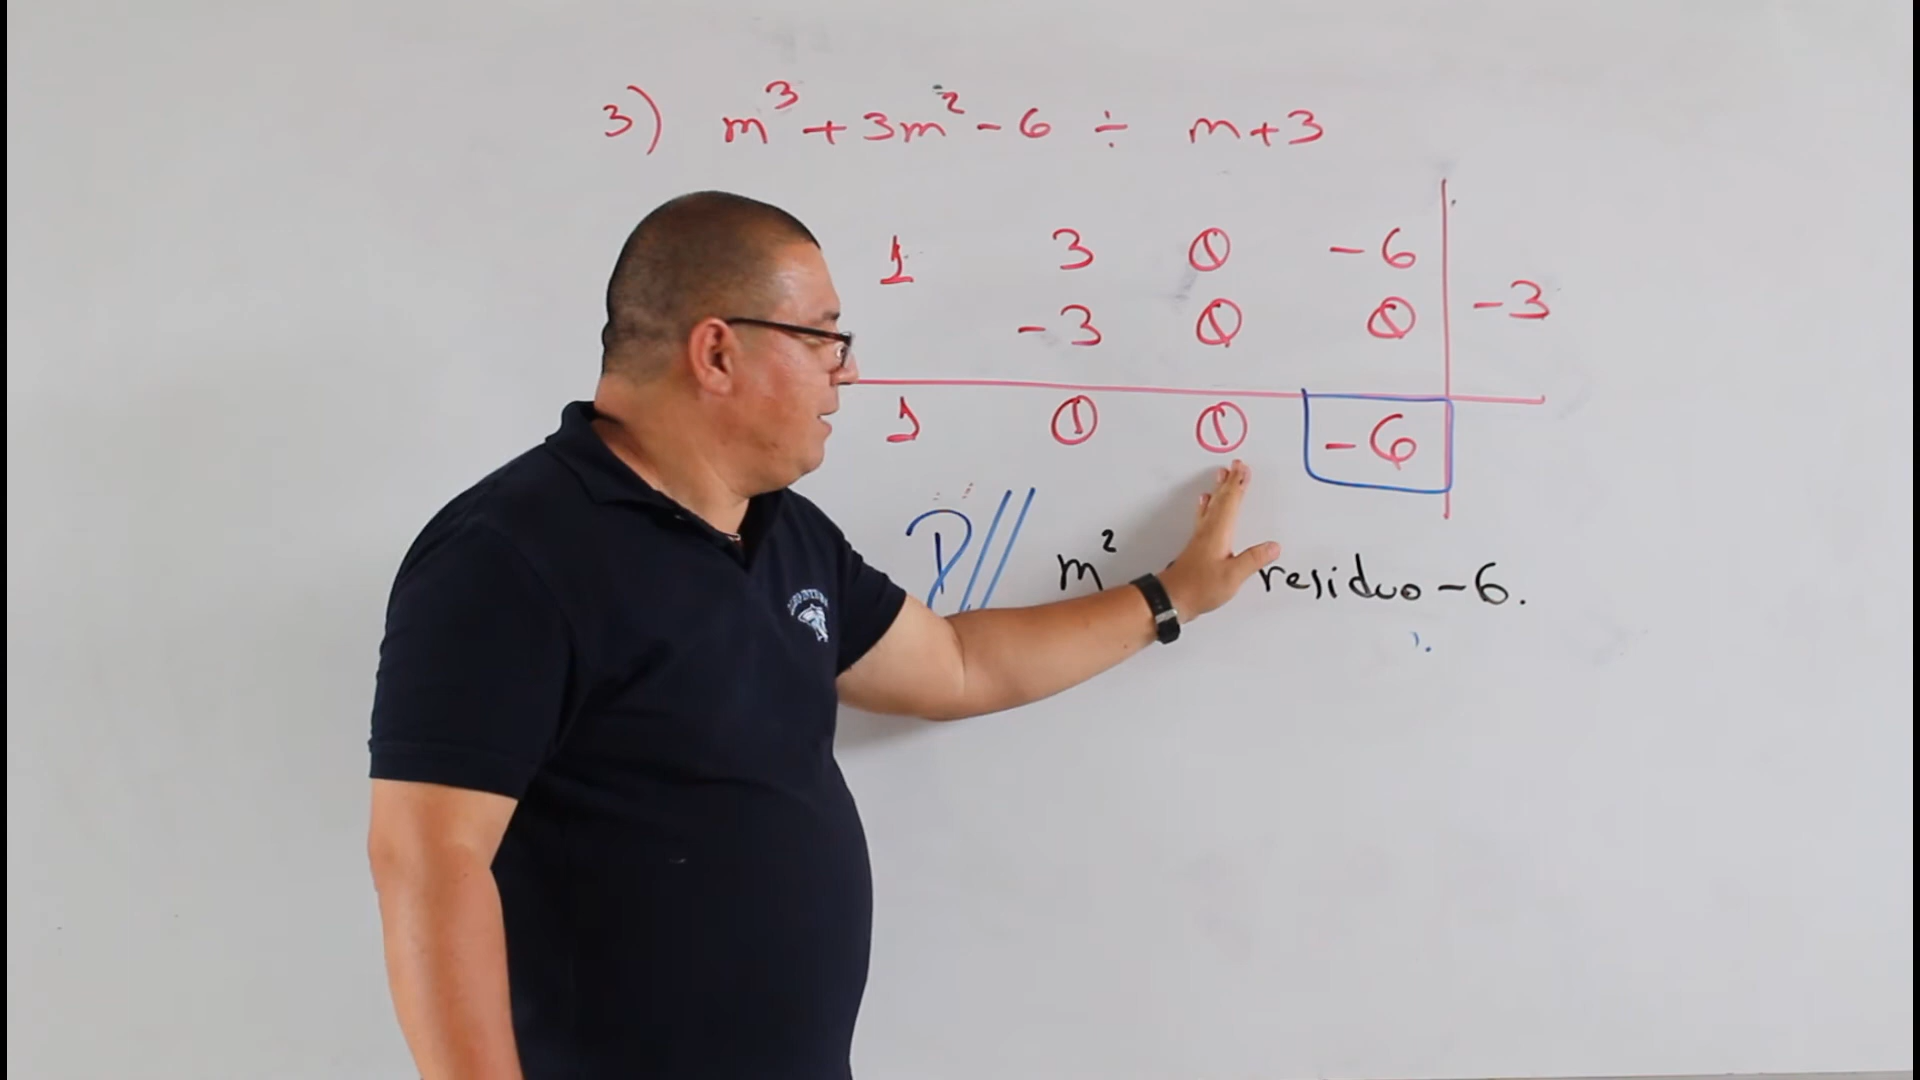 3) m³ + 3m² - 6 ÷ m + 3
1 3 0 -6
-3 0 0 -3
1 0 0 -6
R// m² residuo -6.